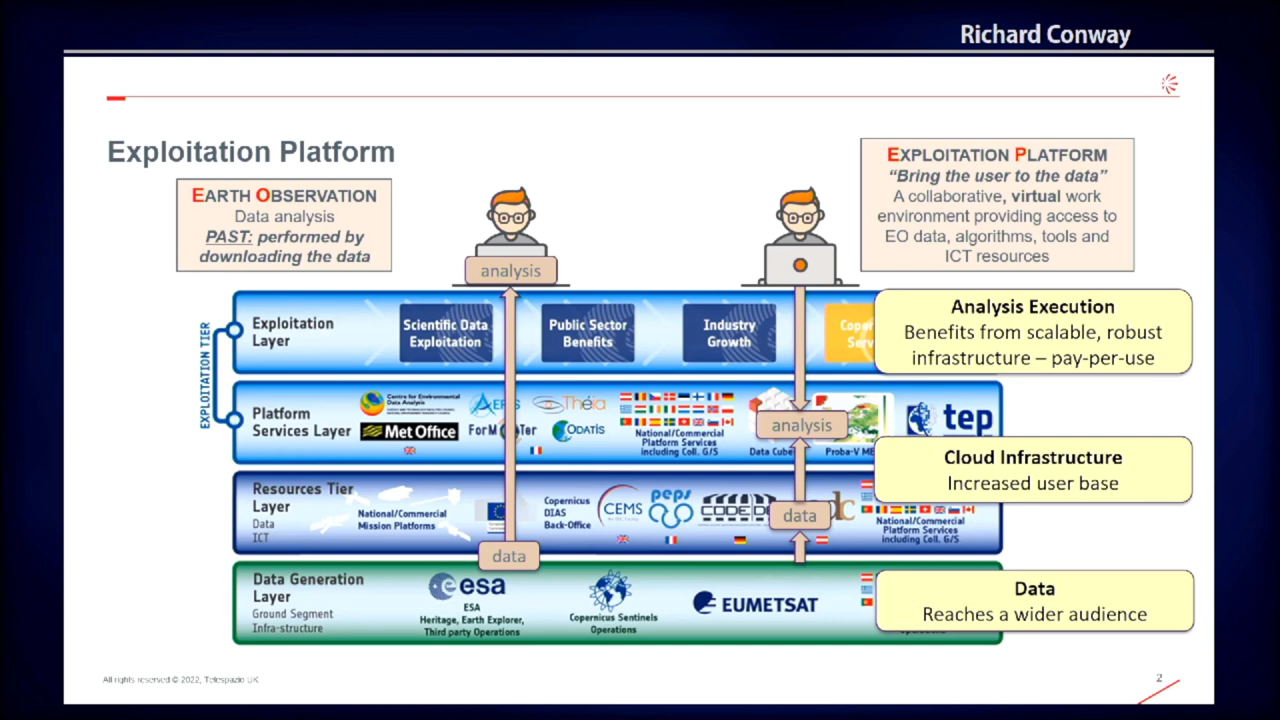 Richard Conway
Exploitation Platform
EARTH OBSERVATION
Data analysis
PAST: performed by
downloading the data
EXPLOITATION PLATFORM
“Bring the user to the data”
A collaborative, virtual work
environment providing access to
EO data, algorithms, tools and
ICT resources
analysis
EXPLOITATION TIER
Exploitation
Layer
Scientific Data
Exploitation
Public Sector
Benefits
Industry
Growth
Analysis Execution
Benefits from scalable, robust
infrastructure – pay-per-use
Platform
Services Layer
Centre for Environmental
Data Analysis
Met Office
Theia
ODATIS
National/Commercial
Platform Services
including Coll. G/S
analysis
tep
Cloud Infrastructure
Increased user base
Resources Tier
Layer
Data
ICT
National/Commercial
Mission Platforms
Copernicus
DIAS
Back-Office
CEMS
peps
data
National/Commercial
Platform Services
including Coll. G/S
data
Data Generation
Layer
Ground Segment
Infra-structure
esa
ESA
Heritage, Earth Explorer,
Third party Operations
Copernicus Sentinels
Operations
EUMETSAT
Data
Reaches a wider audience
All rights reserved © 2022, Telespazio UK
2